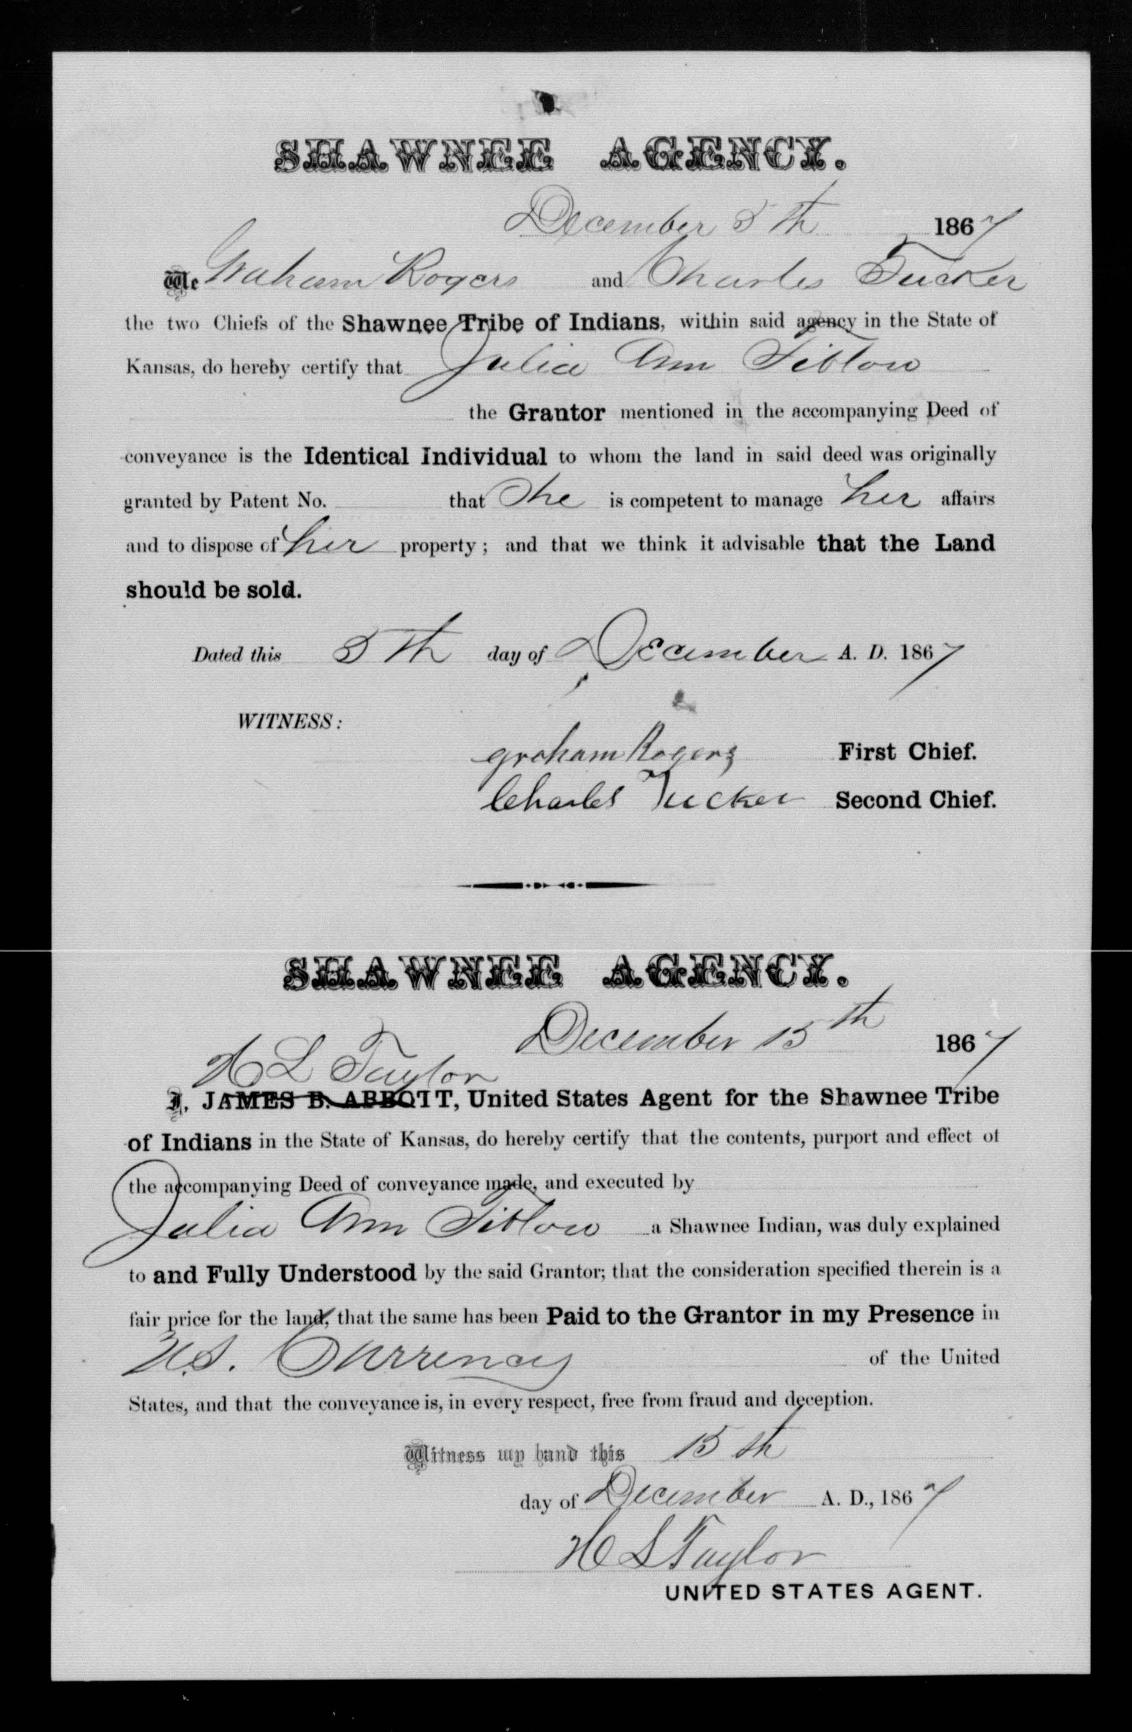 SHAWNEE AGENCY.
December 5th 1867
We Graham Rogers and Charles Tucker
the two Chiefs of the Shawnee Tribe of Indians, within said agency in the State of
Kansas, do hereby certify that Julia Ann Tiblow
the Grantor mentioned in the accompanying Deed of
conveyance is the Identical Individual to whom the land in said deed was originally
granted by Patent No. that She is competent to manage her affairs
and to dispose of her property; and that we think it advisable that the Land
should be sold.
Dated this 5th day of December A. D. 1867
WITNESS:
graham Rogers First Chief.
Charles Tucker Second Chief.
SHAWNEE AGENCY.
December 15th 1867
H L Taylor
I, JAMES B. ABBOTT, United States Agent for the Shawnee Tribe
of Indians in the State of Kansas, do hereby certify that the contents, purport and effect of
the accompanying Deed of conveyance made, and executed by
Julia Ann Tiblow a Shawnee Indian, was duly explained
to and Fully Understood by the said Grantor; that the consideration specified therein is a
fair price for the land, that the same has been Paid to the Grantor in my Presence in
U.S. Currency of the United
States, and that the conveyance is, in every respect, free from fraud and deception.
Witness my hand this 15th
day of December A. D., 1867
H L Taylor
UNITED STATES AGENT.